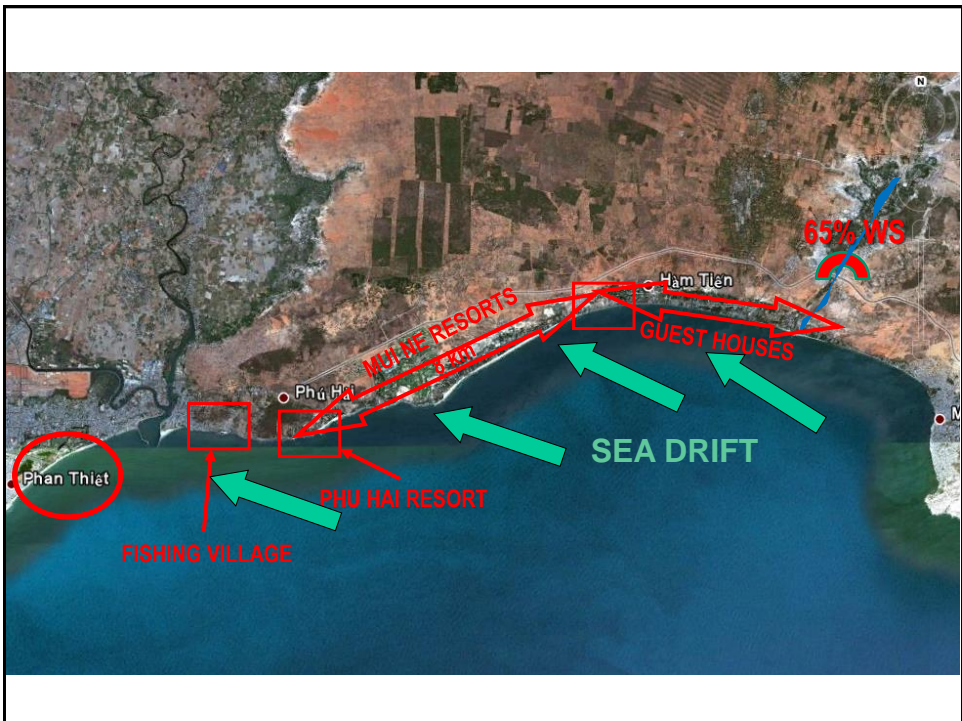 N
65% WS
Hàm Tiến
MUI NE RESORTS
8 km
GUEST HOUSES
Phú Hải
M
SEA DRIFT
Phan Thiết
PHU HAI RESORT
FISHING VILLAGE